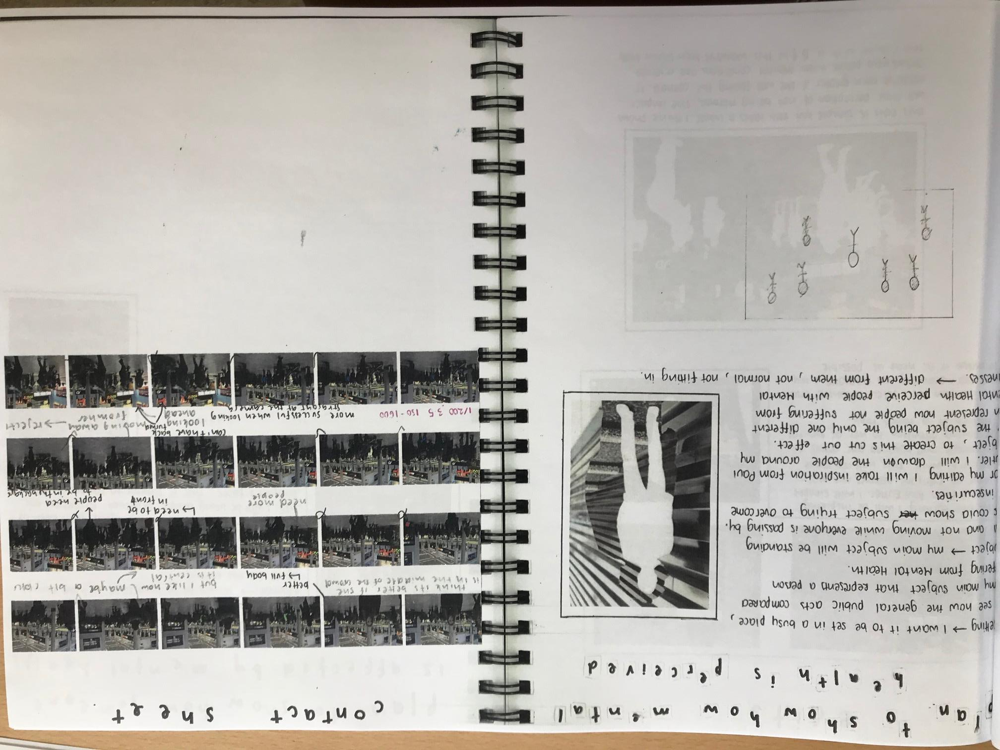 plan. to show how mental
health is perceived
etting → I want it to be set in a busy place,
see how the general public acts compared
my main subject that represents a person
fering from Mental Health.
bject → my main subject will be standing
ll and not moving while everyone is passing by.
s could show her subject trying to overcome
insecurities.
or my editing I will take inspiration from Paul
tler. I will drawon the people around my
bject, to create this cut out effect.
the subject being the only one different
n represent how people not suffering from
ental Health perceive people with Mental
nesses. → different from them, not normal, not fitting in.
contact sheet.
think its better if she
is in the middle of the crowd
better
↳ full body
but I like how
it is central
maybe a bit
need more
people
↳ need to be
in front
people need
to be in the
1/200 3.5 ISO-1600
more successful when looking
straight at the camera
can't have back
turned
looking
ahead
moving away
from her
→ reject